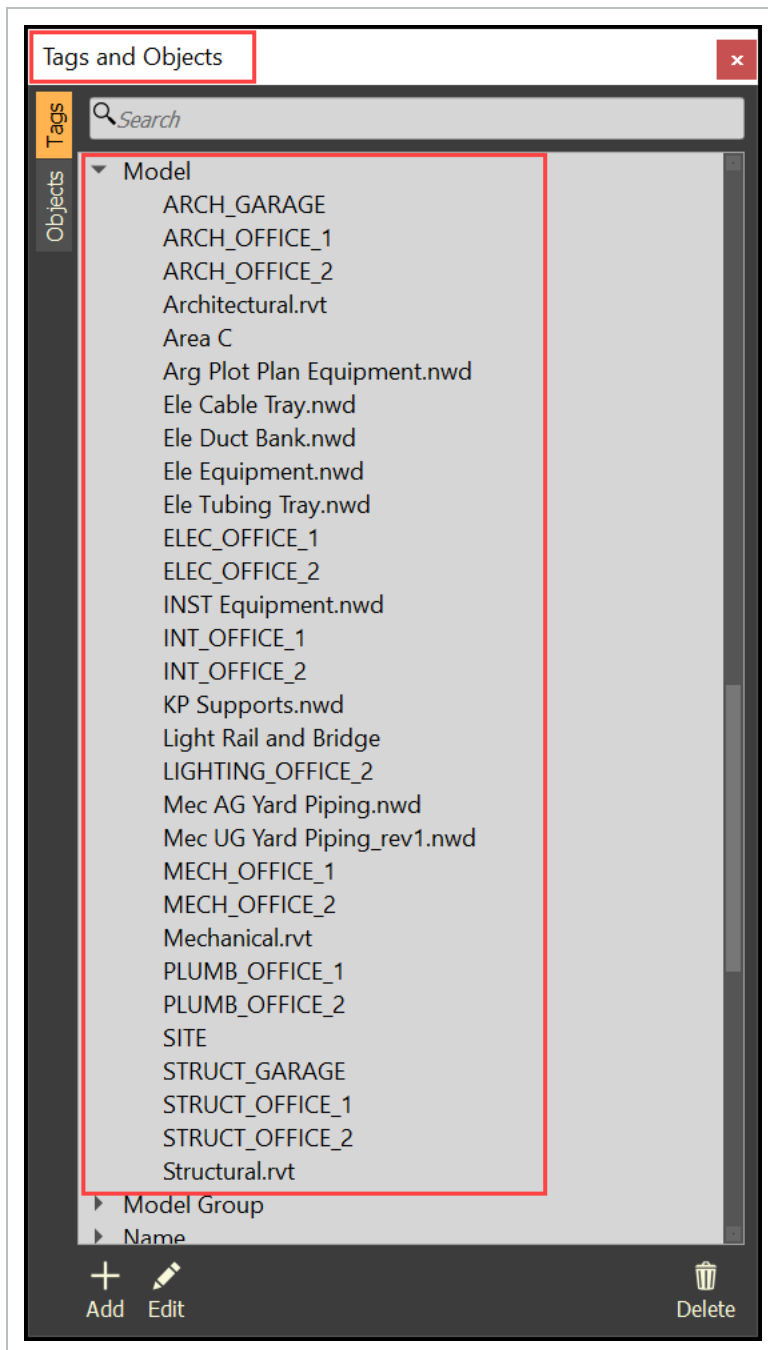 Tags and Objects
x
Tags
Objects
Search
Model
ARCH_GARAGE
ARCH_OFFICE_1
ARCH_OFFICE_2
Architectural.rvt
Area C
Arg Plot Plan Equipment.nwd
Ele Cable Tray.nwd
Ele Duct Bank.nwd
Ele Equipment.nwd
Ele Tubing Tray.nwd
ELEC_OFFICE_1
ELEC_OFFICE_2
INST Equipment.nwd
INT_OFFICE_1
INT_OFFICE_2
KP Supports.nwd
Light Rail and Bridge
LIGHTING_OFFICE_2
Mec AG Yard Piping.nwd
Mec UG Yard Piping_rev1.nwd
MECH_OFFICE_1
MECH_OFFICE_2
Mechanical.rvt
PLUMB_OFFICE_1
PLUMB_OFFICE_2
SITE
STRUCT_GARAGE
STRUCT_OFFICE_1
STRUCT_OFFICE_2
Structural.rvt
Model Group
Name
Add Edit Delete